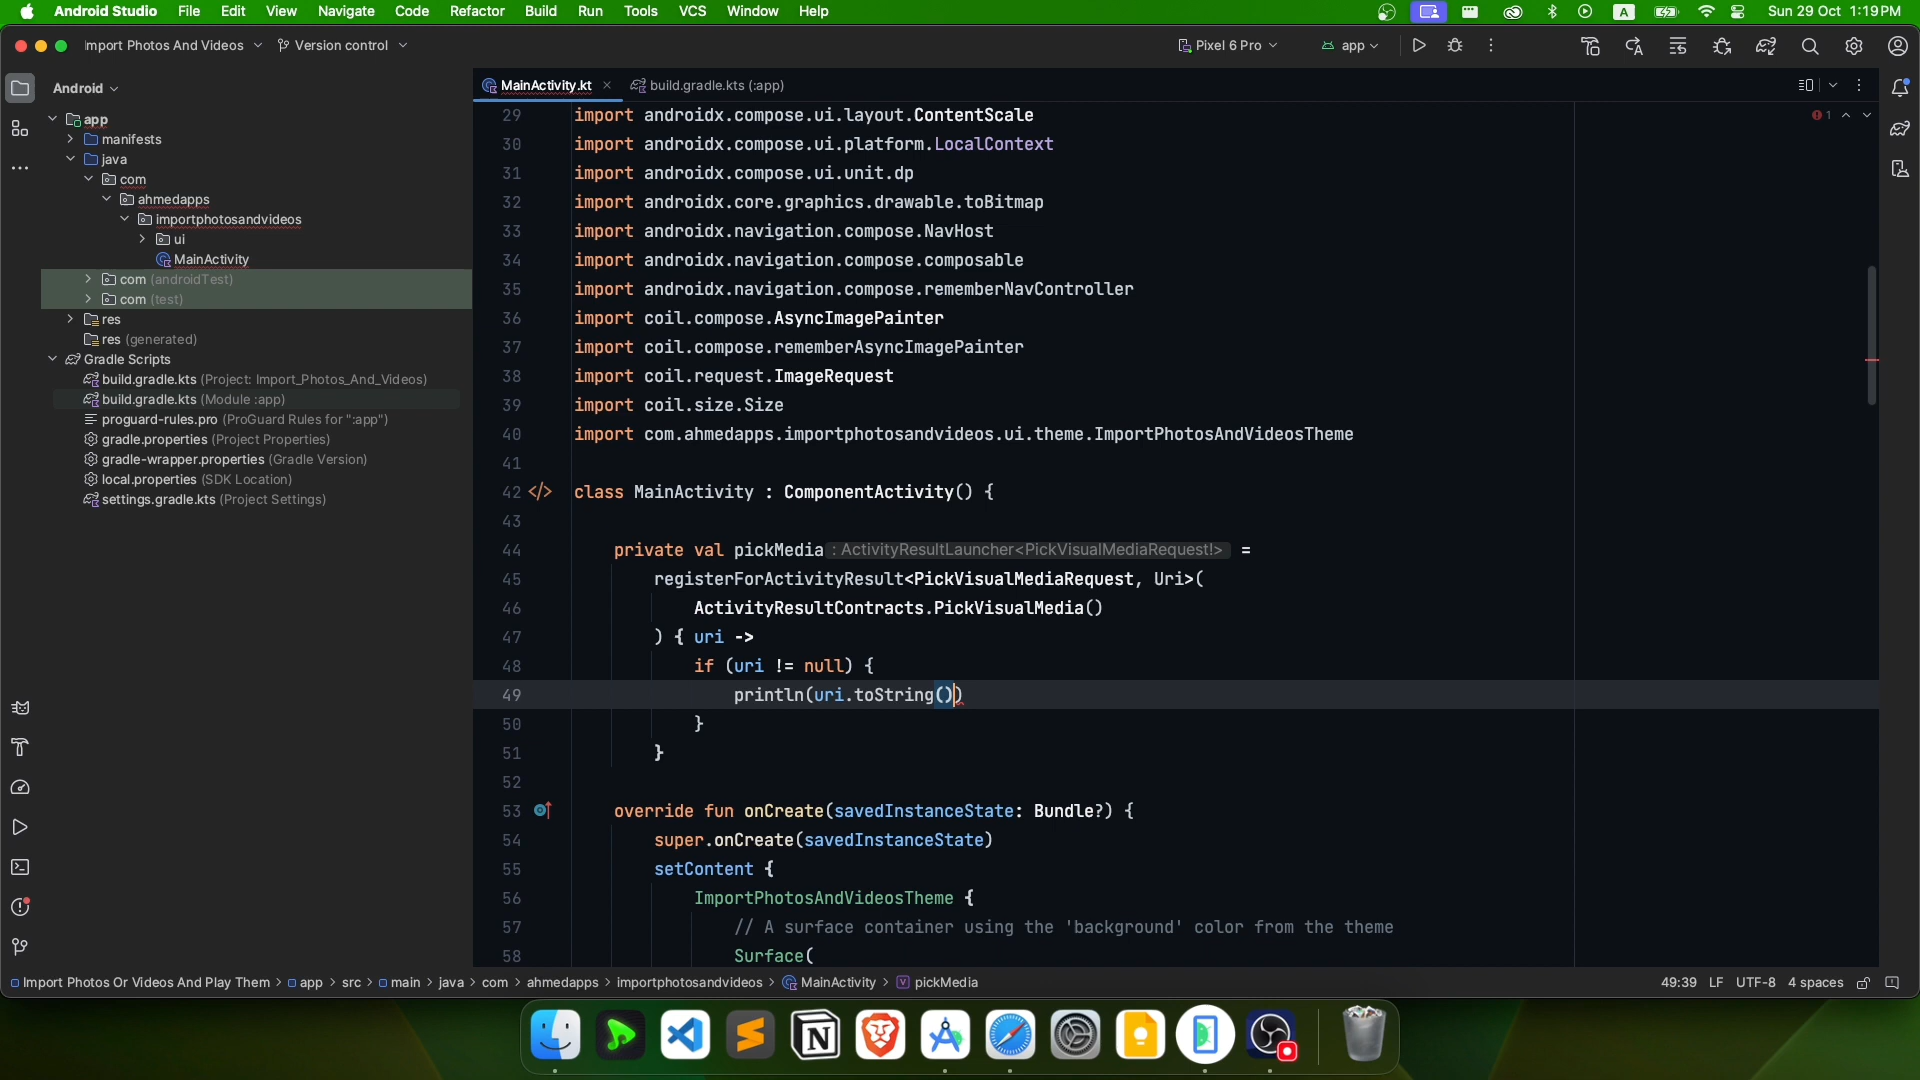 Android Studio File Edit View Navigate Code Refactor Build Run Tools VCS Window Help A Sun 29 Oct 1:19 PM
Import Photos And Videos Version control Pixel 6 Pro app
Android
app
manifests
java
com
ahmedapps
importphotosandvideos
ui
MainActivity
com (androidTest)
com (test)
res
res (generated)
Gradle Scripts
build.gradle.kts (Project: Import_Photos_And_Videos)
build.gradle.kts (Module :app)
proguard-rules.pro (ProGuard Rules for ":app")
gradle.properties (Project Properties)
gradle-wrapper.properties (Gradle Version)
local.properties (SDK Location)
settings.gradle.kts (Project Settings)
MainActivity.kt build.gradle.kts (:app)
1
29 import androidx.compose.ui.layout.ContentScale
30 import androidx.compose.ui.platform.LocalContext
31 import androidx.compose.ui.unit.dp
32 import androidx.core.graphics.drawable.toBitmap
33 import androidx.navigation.compose.NavHost
34 import androidx.navigation.compose.composable
35 import androidx.navigation.compose.rememberNavController
36 import coil.compose.AsyncImagePainter
37 import coil.compose.rememberAsyncImagePainter
38 import coil.request.ImageRequest
39 import coil.size.Size
40 import com.ahmedapps.importphotosandvideos.ui.theme.ImportPhotosAndVideosTheme
41
42 class MainActivity : ComponentActivity() {
43
44 private val pickMedia : ActivityResultLauncher<PickVisualMediaRequest!> =
45 registerForActivityResult<PickVisualMediaRequest, Uri>(
46 ActivityResultContracts.PickVisualMedia()
47 ) { uri ->
48 if (uri != null) {
49 println(uri.toString())
50 }
51 }
52
53 override fun onCreate(savedInstanceState: Bundle?) {
54 super.onCreate(savedInstanceState)
55 setContent {
56 ImportPhotosAndVideosTheme {
57 // A surface container using the 'background' color from the theme
58 Surface(
Import Photos Or Videos And Play Them > app > src > main > java > com > ahmedapps > importphotosandvideos > MainActivity > pickMedia 49:39 LF UTF-8 4 spaces